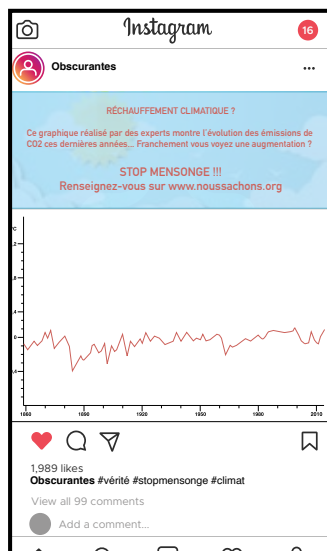 Instagram
16
Obscurantes
RÉCHAUFFEMENT CLIMATIQUE ?
Ce graphique réalisé par des experts montre l'évolution des émissions de
CO2 ces dernières années... Franchement vous voyez une augmentation ?
STOP MENSONGE !!!
Renseignez-vous sur www.noussachons.org
°C
1860 1890 1920 1950 1980 2010
1,989 likes
Obscurantes #vérité #stopmensonge #climat
View all 99 comments
Add a comment...